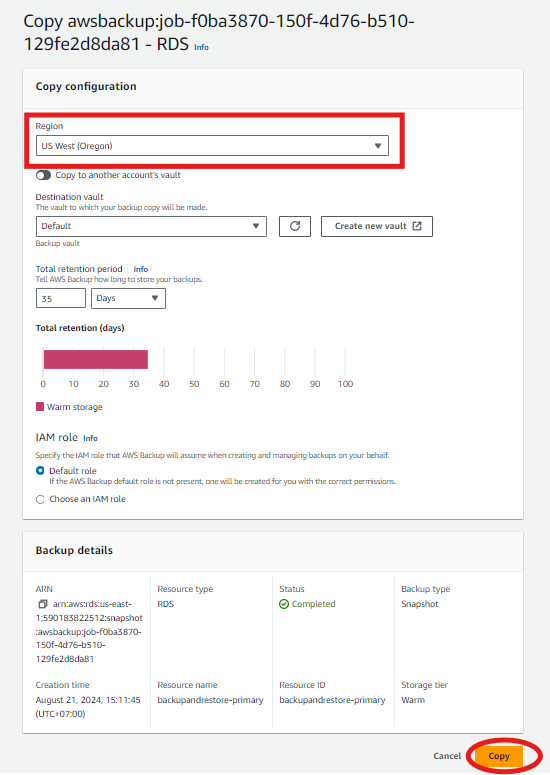 Copy awsbackup:job-f0ba3870-150f-4d76-b510-
129fe2d8da81 - RDS Info
Copy configuration
Region
US West (Oregon)
Copy to another account's vault
Destination vault
The vault to which your backup copy will be made.
Default
Create new vault
Backup vault
Total retention period Info
Tell AWS Backup how long to store your backups.
35 Days
Total retention (days)
0 10 20 30 40 50 60 70 80 90 100
Warm storage
IAM role Info
Specify the IAM role that AWS Backup will assume when creating and managing backups on your behalf.
Default role
If the AWS Backup default role is not present, one will be created for you with the correct permissions.
Choose an IAM role
Backup details
ARN
arn:aws:rds:us-east-
1:590183822512:snapshot
:awsbackup:job-f0ba3870-
150f-4d76-b510-
129fe2d8da81
Resource type
RDS
Status
Completed
Backup type
Snapshot
Creation time
August 21, 2024, 15:11:45
(UTC+07:00)
Resource name
backupandrestore-primary
Resource ID
backupandrestore-primary
Storage tier
Warm
Cancel Copy